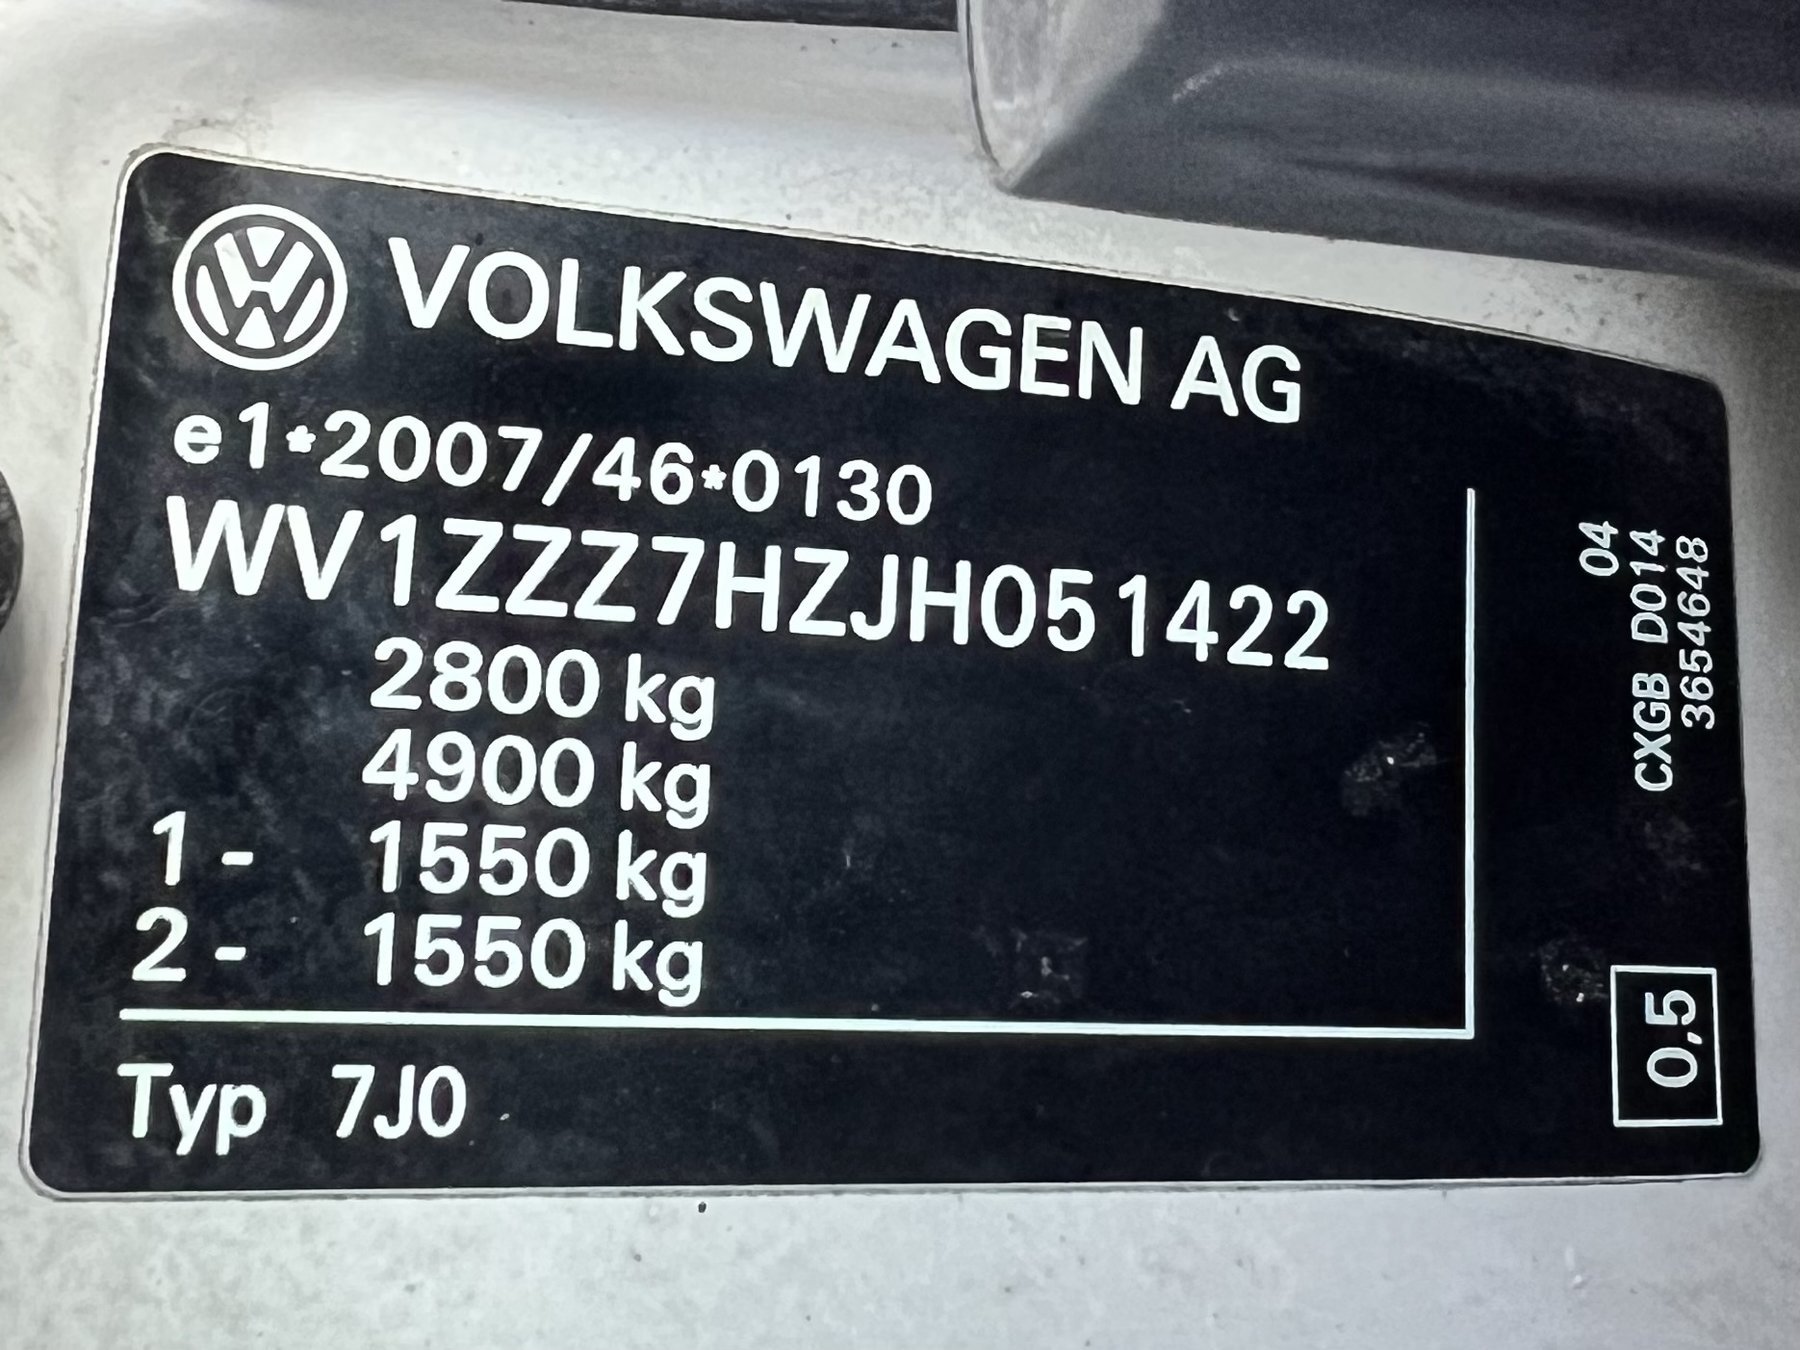 VOLKSWAGEN AG
e1*2007/46*0130
WV1ZZZ7HZJH051422
2800 kg
4900 kg
1 - 1550 kg
2 - 1550 kg
Typ 7J0
04
CXGB D014
3654648
0,5